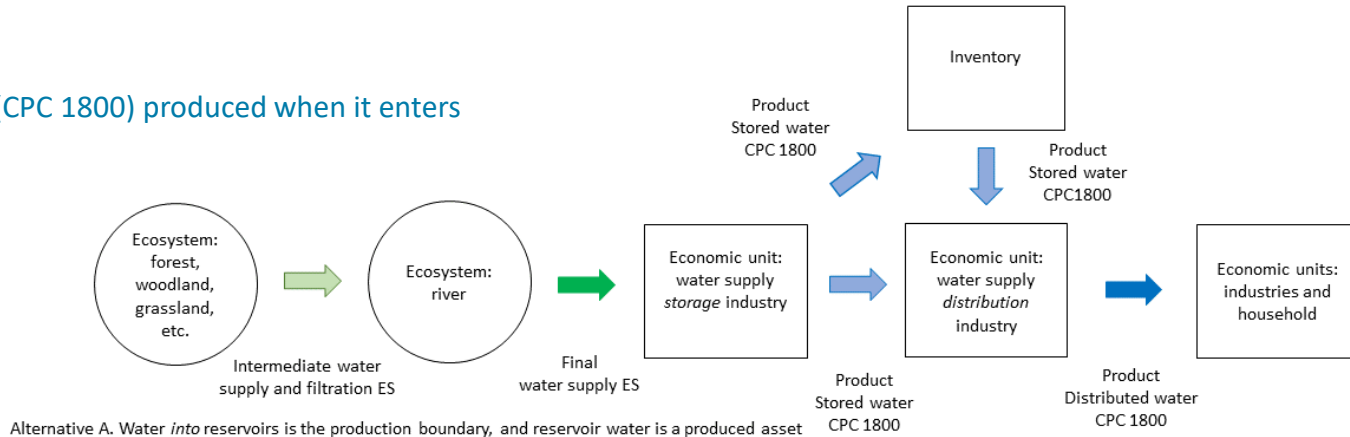 (CPC 1800) produced when it enters
Inventory
Product
Stored water
CPC 1800
Product
Stored water
CPC1800
Ecosystem:
forest,
woodland,
grassland,
etc.
Ecosystem:
river
Economic unit:
water supply
storage industry
Economic unit:
water supply
distribution
industry
Economic units:
industries and
household
Intermediate water
supply and filtration ES
Final
water supply ES
Product
Stored water
CPC 1800
Product
Distributed water
CPC 1800
Alternative A. Water into reservoirs is the production boundary, and reservoir water is a produced asset